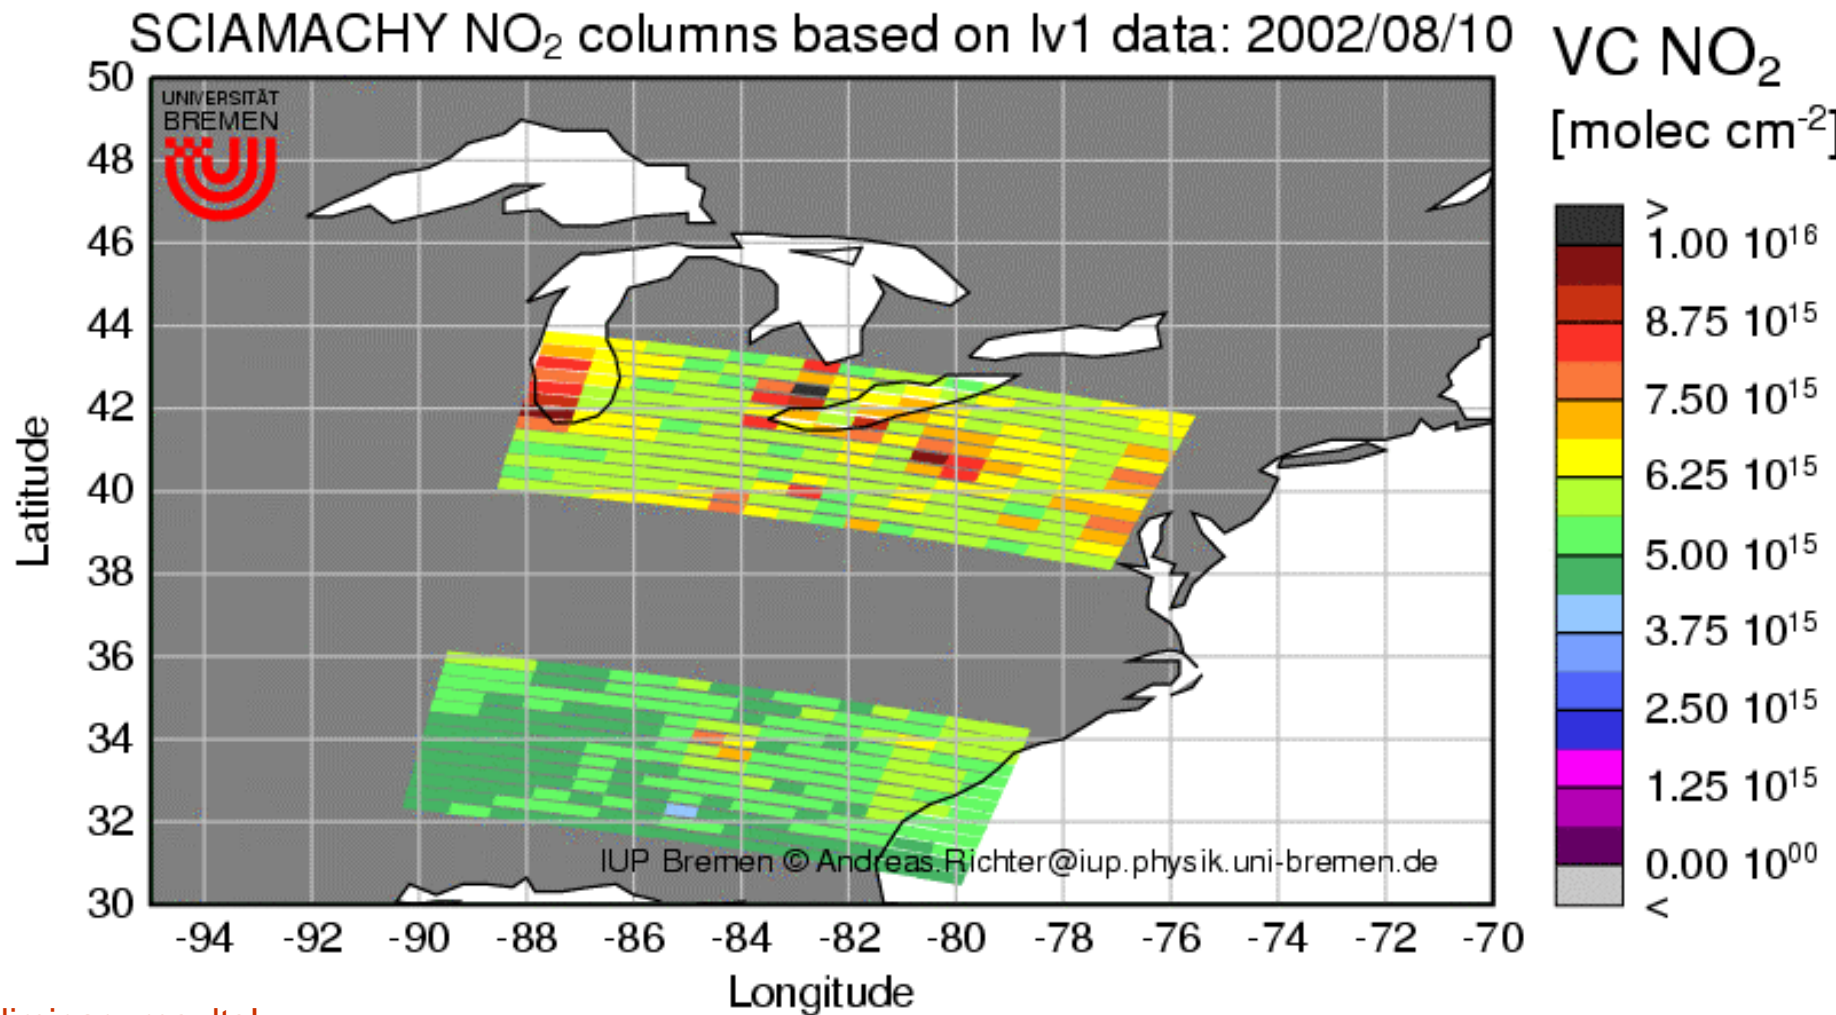 SCIAMACHY NO2 columns based on lv1 data: 2002/08/10
VC NO2
[molec cm-2]
UNIVERSITÄT
BREMEN
50
48
46
44
42
40
38
36
34
32
30
Latitude
>
1.00 10^16
8.75 10^15
7.50 10^15
6.25 10^15
5.00 10^15
3.75 10^15
2.50 10^15
1.25 10^15
0.00 10^00
<
IUP Bremen © Andreas.Richter@iup.physik.uni-bremen.de
-94 -92 -90 -88 -86 -84 -82 -80 -78 -76 -74 -72 -70
Longitude